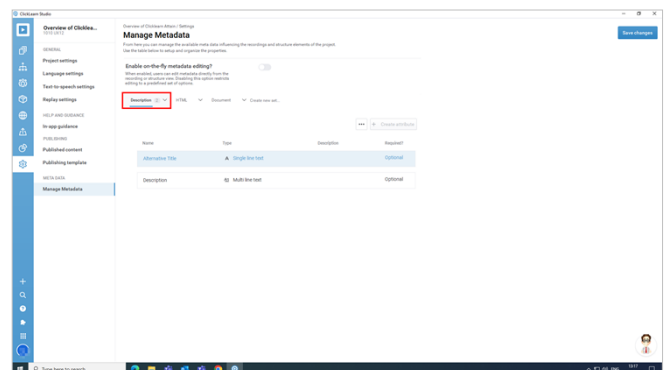 ClickLearn Studio
Overview of Clicklea...
GENERAL
Project settings
Language settings
Text-to-speech settings
Replay settings
HELP AND GUIDANCE
In-app guidance
PUBLISHING
Published content
Publishing template
META DATA
Manage Metadata
Overview of Clicklearn Attain / Settings
Manage Metadata
From here you can manage the available meta data influencing the recordings and structure elements of the project.
Use the table below to setup and organize the properties.
Save changes
Enable on-the-fly metadata editing?
When enabled, users can edit metadata directly from the
recording or structure view. Disabling this option restricts
editing to a predefined set of options.
Description HTML Document + Create new set...
••• + Create attribute
Name Type Description Required?
Alternative Title A Single line text Optional
Description Multi line text Optional
Type here to search